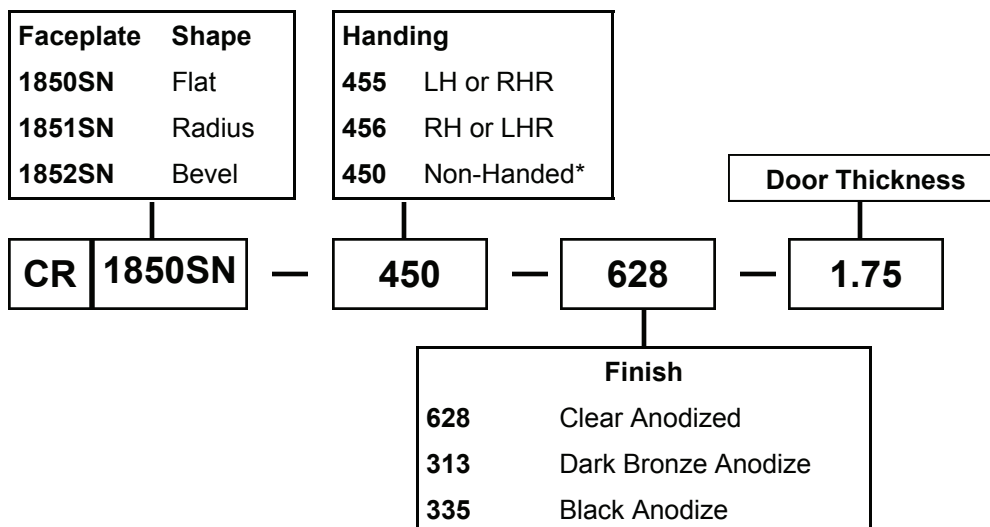 Faceplate Shape
1850SN Flat
1851SN Radius
1852SN Bevel
Handing
455 LH or RHR
456 RH or LHR
450 Non-Handed*
Door Thickness
CR 1850SN — 450 — 628 — 1.75
Finish
628 Clear Anodized
313 Dark Bronze Anodize
335 Black Anodize